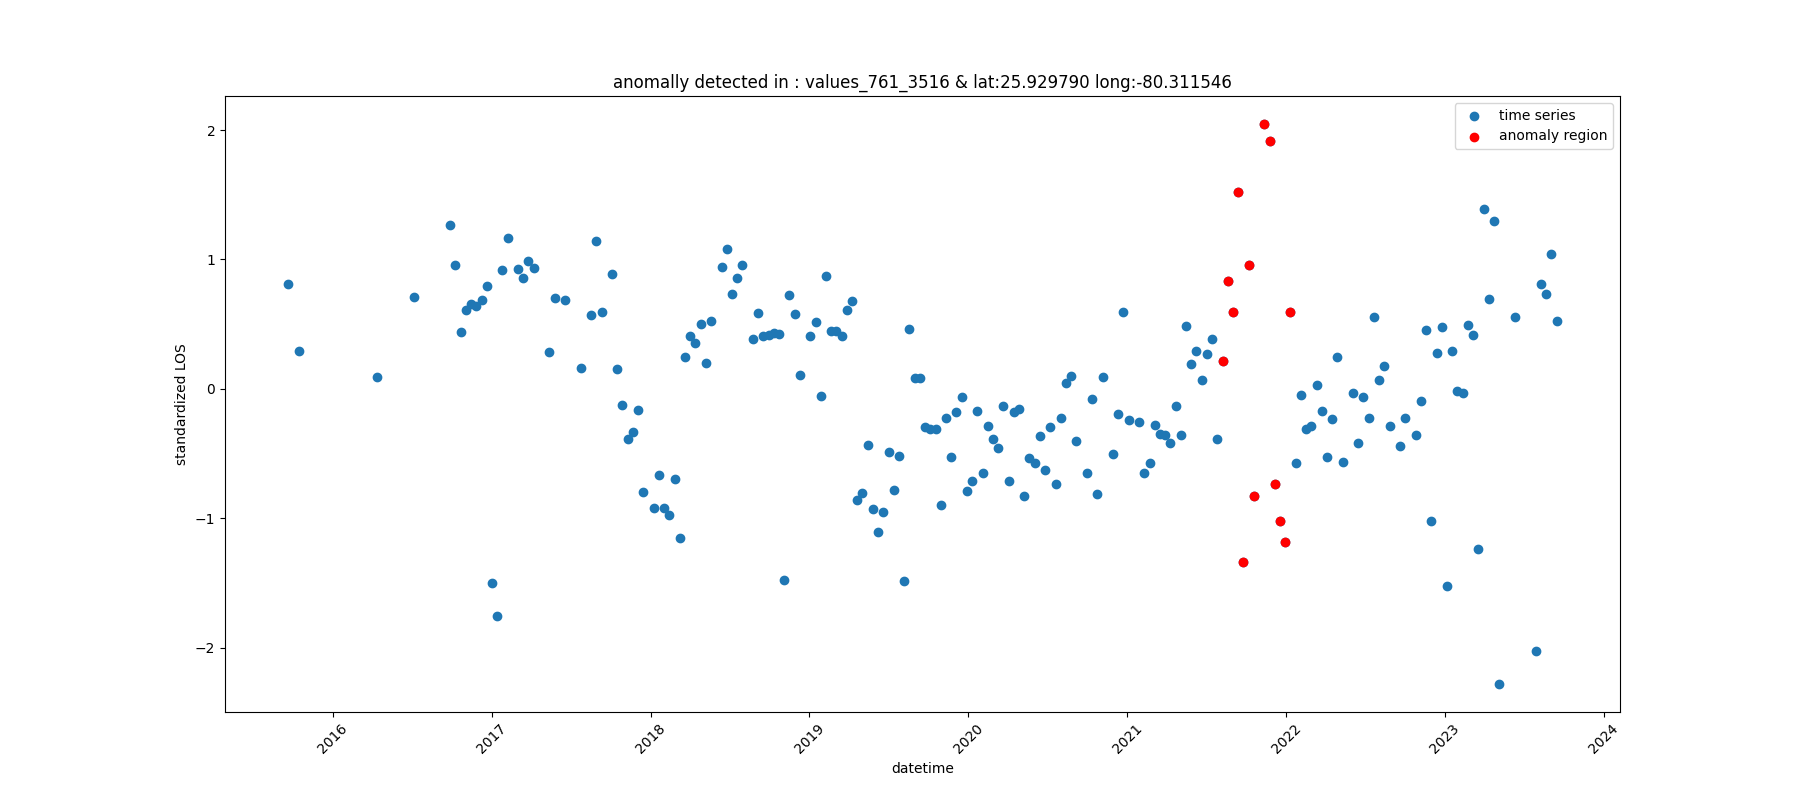 anomally detected in : values_761_3516 & lat:25.929790 long:-80.311546
time series
anomaly region
standardized LOS
2
1
0
−1
−2
2016
2017
2018
2019
2020
2021
2022
2023
2024
datetime